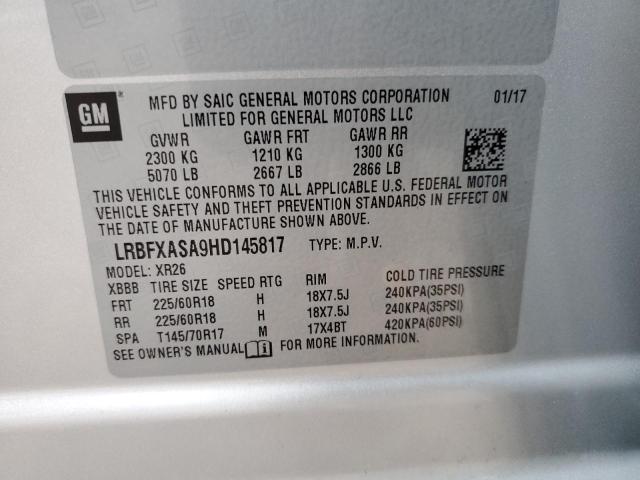 GM
MFD BY SAIC GENERAL MOTORS CORPORATION 01/17
LIMITED FOR GENERAL MOTORS LLC
GVWR GAWR FRT GAWR RR
2300 KG 1210 KG 1300 KG
5070 LB 2667 LB 2866 LB
THIS VEHICLE CONFORMS TO ALL APPLICABLE U.S. FEDERAL MOTOR
VEHICLE SAFETY AND THEFT PREVENTION STANDARDS IN EFFECT ON
THE DATE OF MANUFACTURE SHOWN ABOVE.
LRBFXASA9HD145817 TYPE: M.P.V.
MODEL: XR26
XBBB TIRE SIZE SPEED RTG RIM COLD TIRE PRESSURE
FRT 225/60R18 H 18X7.5J 240KPA(35PSI)
RR 225/60R18 H 18X7.5J 240KPA(35PSI)
SPA T145/70R17 M 17X4BT 420KPA(60PSI)
SEE OWNER'S MANUAL i FOR MORE INFORMATION.